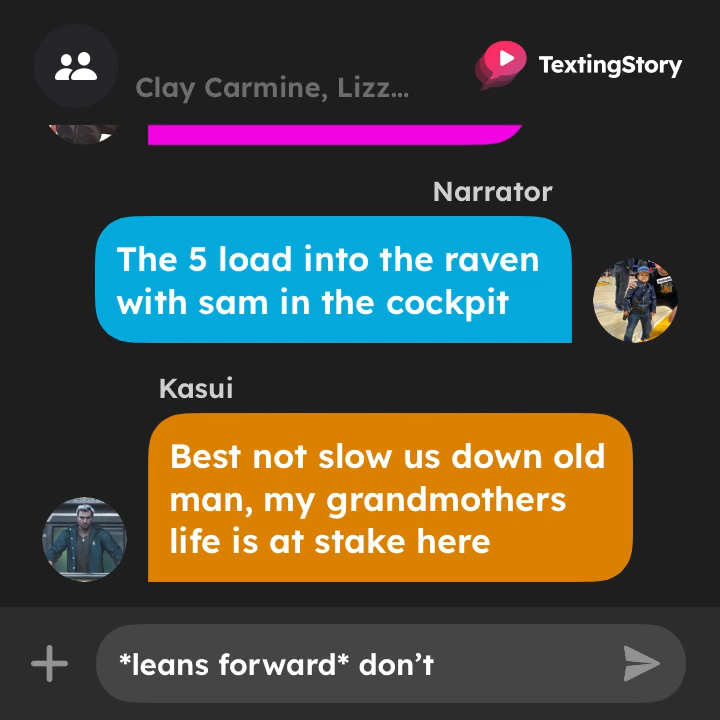 Clay Carmine, Lizz...
TextingStory
Narrator
The 5 load into the raven
with sam in the cockpit
Kasui
Best not slow us down old
man, my grandmothers
life is at stake here
*leans forward* don’t